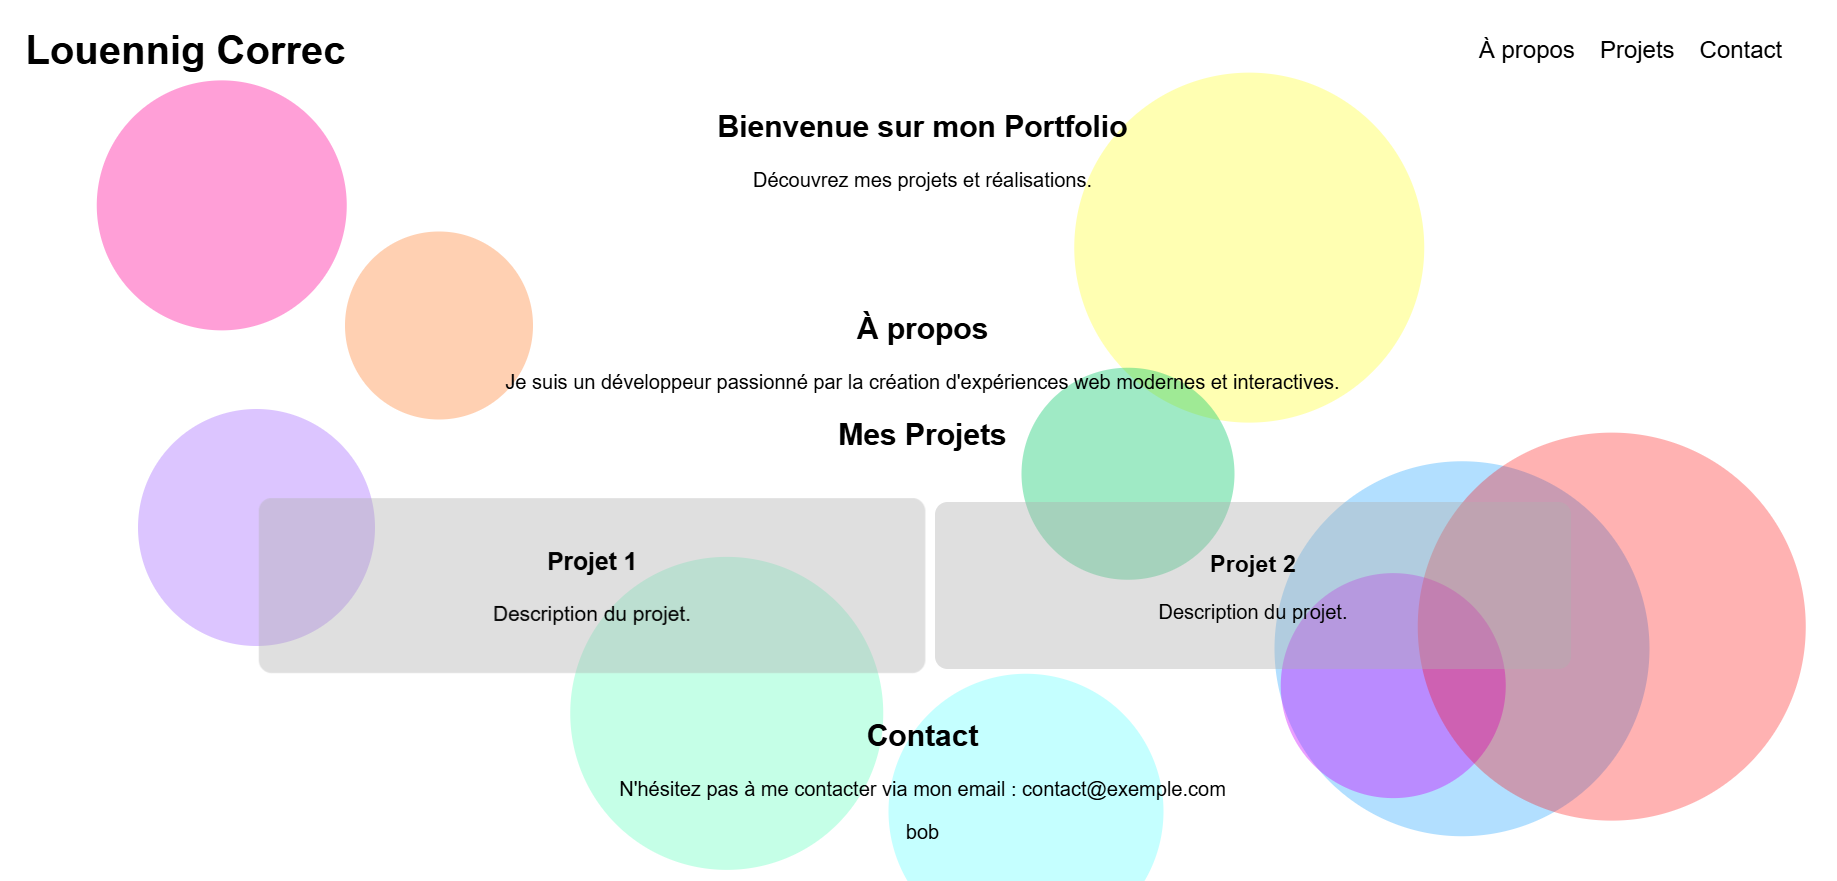 Louennig Correc
À propos Projets Contact
Bienvenue sur mon Portfolio
Découvrez mes projets et réalisations.
À propos
Je suis un développeur passionné par la création d'expériences web modernes et interactives.
Mes Projets
Projet 1
Description du projet.
Projet 2
Description du projet.
Contact
N'hésitez pas à me contacter via mon email : contact@exemple.com
bob